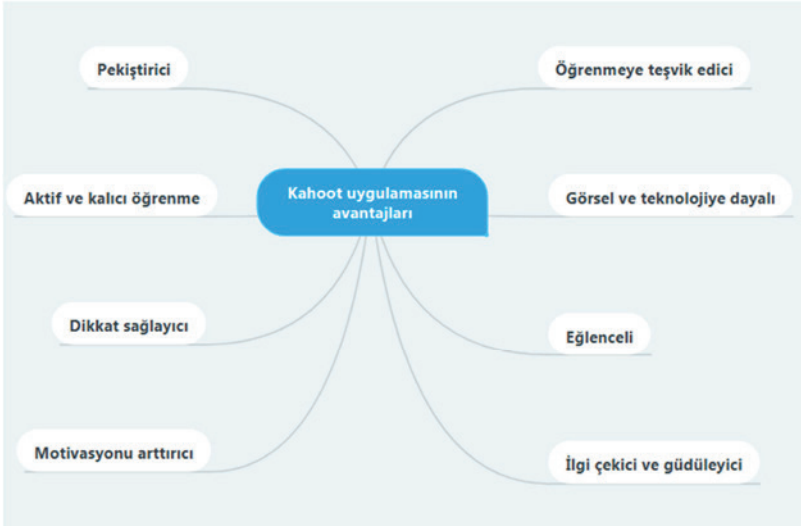 Pekiştirici
Öğrenmeye teşvik edici
Kahoot uygulamasının
avantajları
Aktif ve kalıcı öğrenme
Görsel ve teknolojiye dayalı
Dikkat sağlayıcı
Eğlenceli
Motivasyonu arttırıcı
İlgi çekici ve güdüleyici